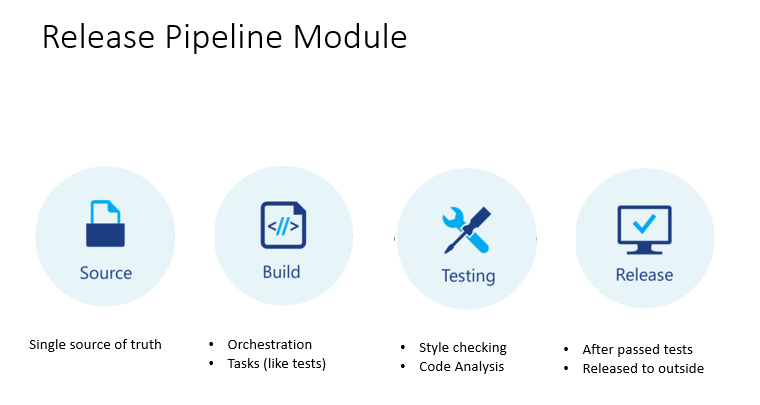 Release Pipeline Module
</>
Source
Build
Testing
Release
Single source of truth
• Orchestration
• Tasks (like tests)
• Style checking
• Code Analysis
• After passed tests
• Released to outside